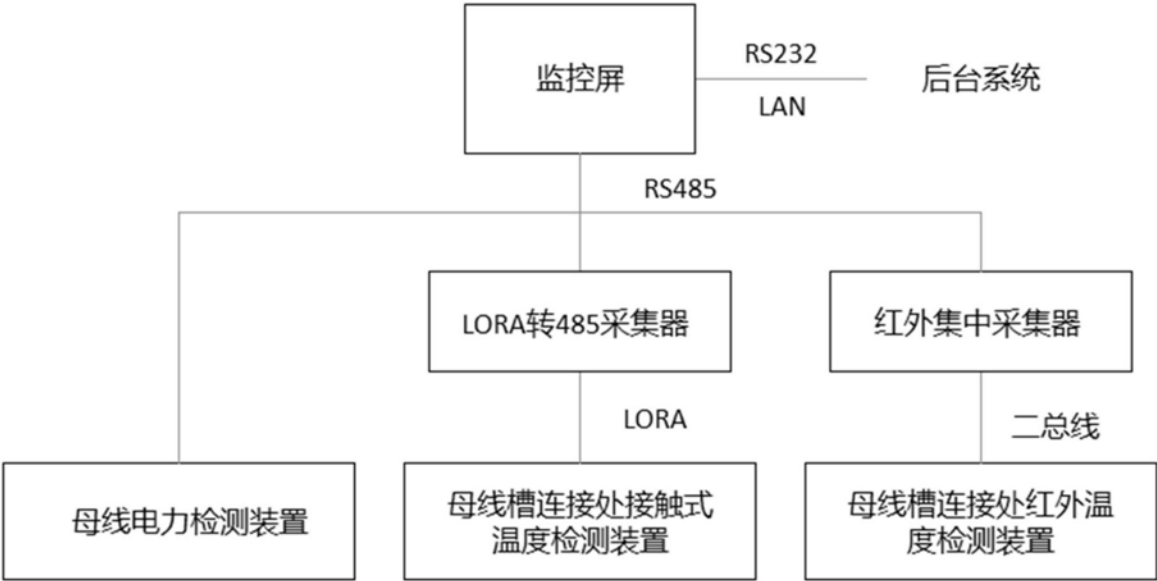 监控屏
RS232
LAN
后台系统
RS485
LORA转485采集器
红外集中采集器
LORA
二总线
母线电力检测装置
母线槽连接处接触式
温度检测装置
母线槽连接处红外温
度检测装置